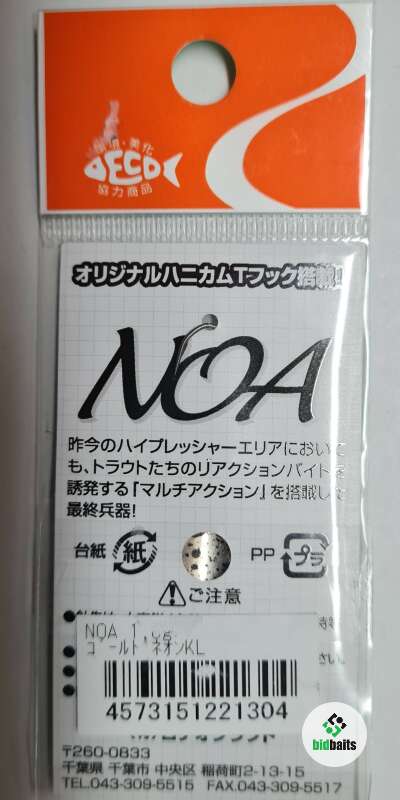 環境・美化
ECO
協力商品
オリジナルハニカムTフック搭載!
NOA
昨今のハイプレッシャーエリアにおいて
も、トラウトたちのリアクションバイトを
誘発する『マルチアクション』を搭載した
最終兵器!
台紙 紙 PP プラ
ご注意
NOA 1.
ゴールドネオンKL
4573151221304
〒260-0833
千葉県 千葉市 中央区 稲荷町2-13-15
TEL.043-309-5515 FAX.043-309-5517
bidbaits